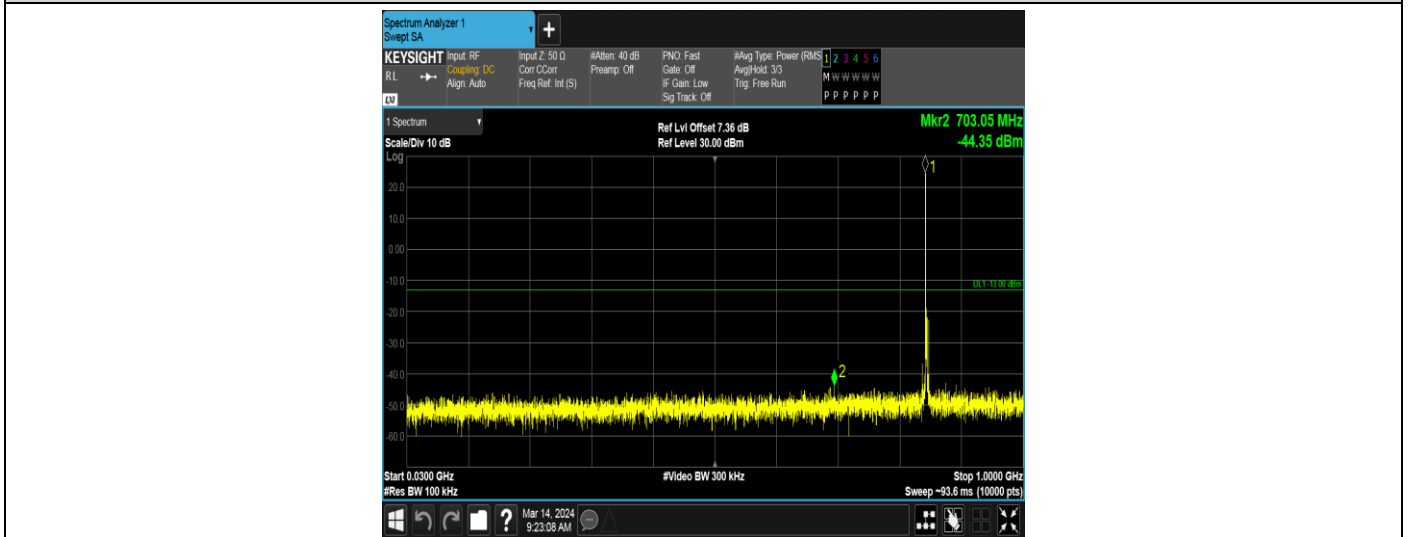 Spectrum Analyzer 1
Swept SA
+
KEYSIGHT
RL
LXI
Input: RF
Coupling: DC
Align: Auto
Input Z: 50 Ω
Corr CCorr
Freq Ref: Int (S)
#Atten: 40 dB
Preamp: Off
PNO: Fast
Gate: Off
IF Gain: Low
Sig Track: Off
#Avg Type: Power (RMS
Avg|Hold: 3/3
Trig: Free Run
1 2 3 4 5 6
M W W W W W
P P P P P P
1 Spectrum
Scale/Div 10 dB
Log
Ref Lvl Offset 7.36 dB
Ref Level 30.00 dBm
Mkr2 703.05 MHz
-44.35 dBm
1
20.0
10.0
0.00
-10.0
DL1 -13.00 dBm
-20.0
-30.0
-40.0
2
-50.0
-60.0
Start 0.0300 GHz
#Res BW 100 kHz
#Video BW 300 kHz
Stop 1.0000 GHz
Sweep ~93.6 ms (10000 pts)
?
Mar 14, 2024
9:23:08 AM